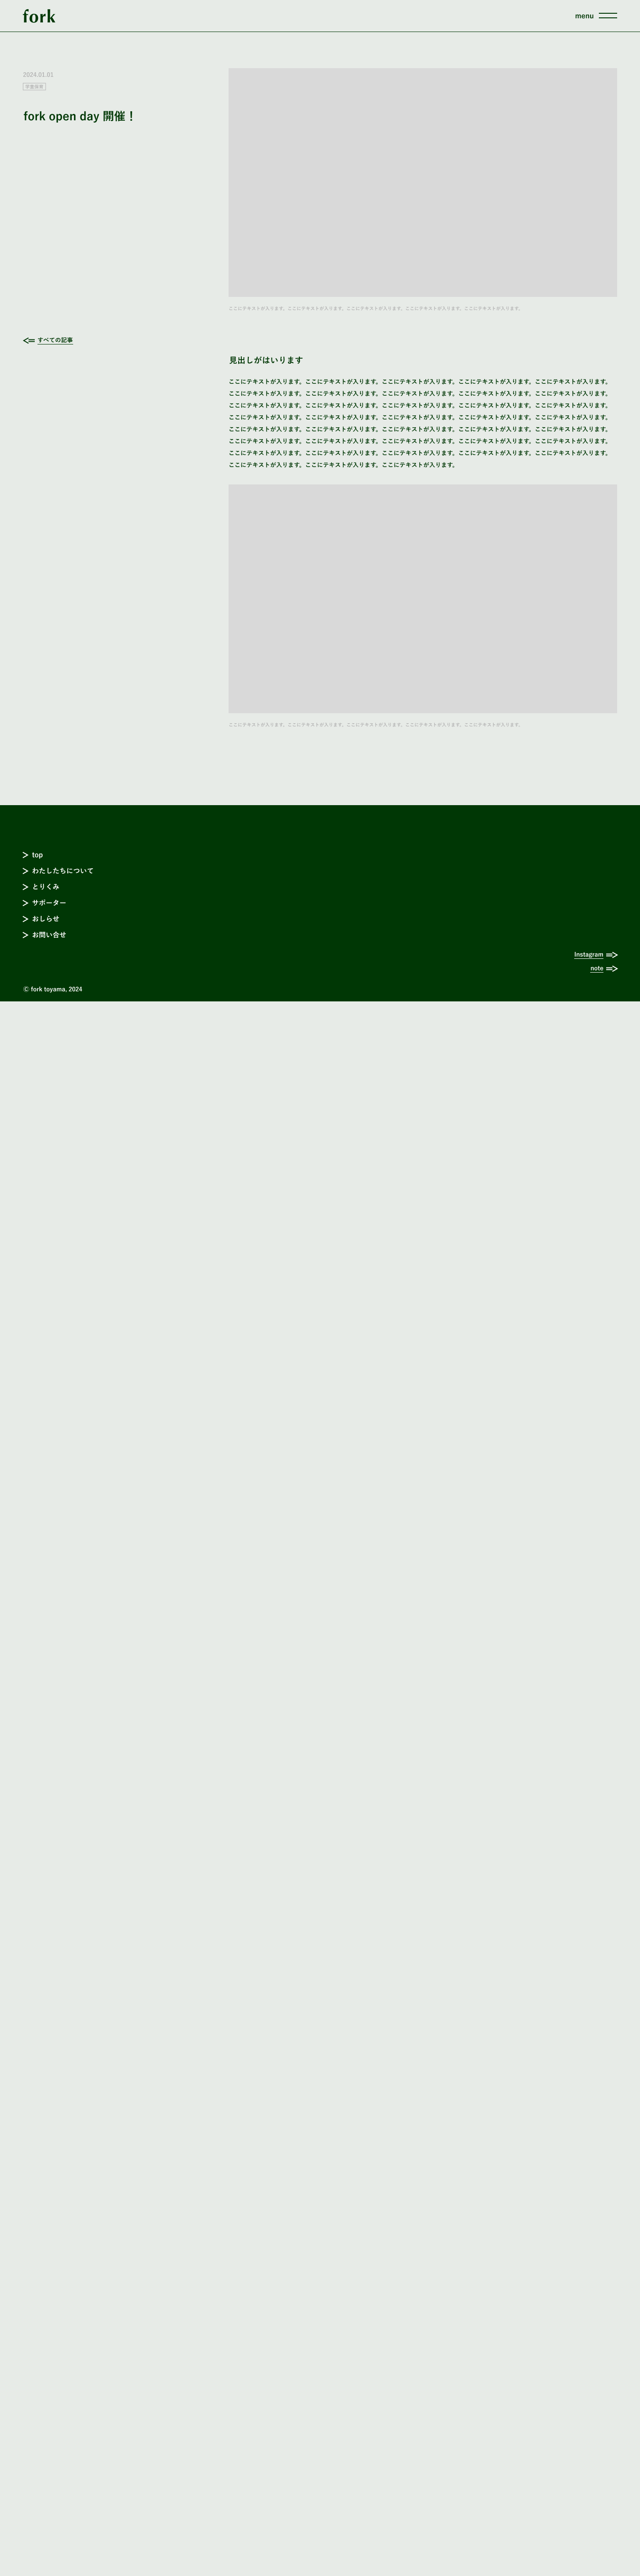 fork
menu
2024.01.01
fork open day 開催！
ここにテキストが入ります。ここにテキストが入ります。ここにテキストが入ります。ここにテキストが入ります。ここにテキストが入ります。
すべての記事
見出しがはいります
ここにテキストが入ります。ここにテキストが入ります。ここにテキストが入ります。ここにテキストが入ります。ここにテキストが入ります。
ここにテキストが入ります。ここにテキストが入ります。ここにテキストが入ります。ここにテキストが入ります。ここにテキストが入ります。
ここにテキストが入ります。ここにテキストが入ります。ここにテキストが入ります。ここにテキストが入ります。ここにテキストが入ります。
ここにテキストが入ります。ここにテキストが入ります。ここにテキストが入ります。ここにテキストが入ります。ここにテキストが入ります。
ここにテキストが入ります。ここにテキストが入ります。ここにテキストが入ります。ここにテキストが入ります。ここにテキストが入ります。
ここにテキストが入ります。ここにテキストが入ります。ここにテキストが入ります。ここにテキストが入ります。ここにテキストが入ります。
ここにテキストが入ります。ここにテキストが入ります。ここにテキストが入ります。ここにテキストが入ります。ここにテキストが入ります。
ここにテキストが入ります。ここにテキストが入ります。ここにテキストが入ります。
ここにテキストが入ります。ここにテキストが入ります。ここにテキストが入ります。ここにテキストが入ります。ここにテキストが入ります。
top
わたしたちについて
とりくみ
サポーター
おしらせ
お問い合せ
Instagram
note
© fork toyama, 2024